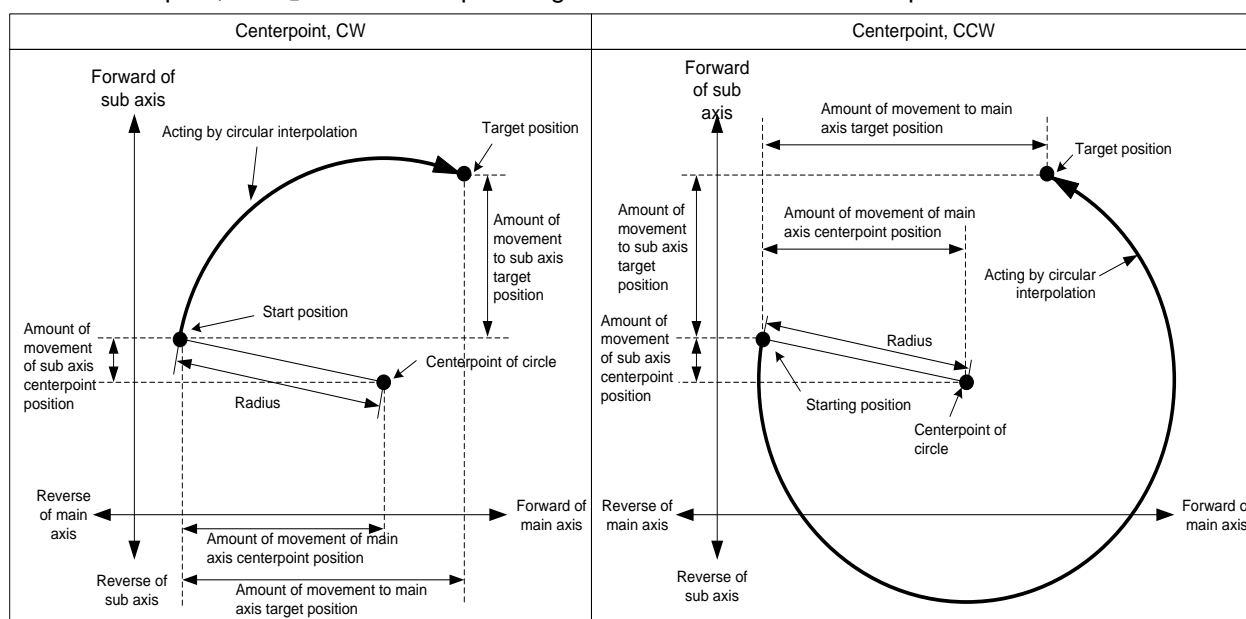 Centerpoint, CW
Forward of
sub axis
Acting by circular interpolation
Target position
Amount of
movement
to sub axis
target
position
Start position
Amount of
movement
of sub axis
centerpoint
position
Centerpoint of circle
Radius
Reverse
of main
axis
Forward of
main axis
Amount of movement of main
axis centerpoint position
Reverse of
sub axis
Amount of movement to main
axis target position
Centerpoint, CCW
Forward
of sub
axis
Amount of movement to main
axis target position
Target position
Amount of
movement
to sub axis
target
position
Amount of movement of main
axis centerpoint position
Acting by circular
interpolation
Amount of
movement
of sub axis
centerpoint
position
Radius
Starting position
Centerpoint of
circle
Reverse of
main axis
Forward of
main axis
Reverse of
sub axis